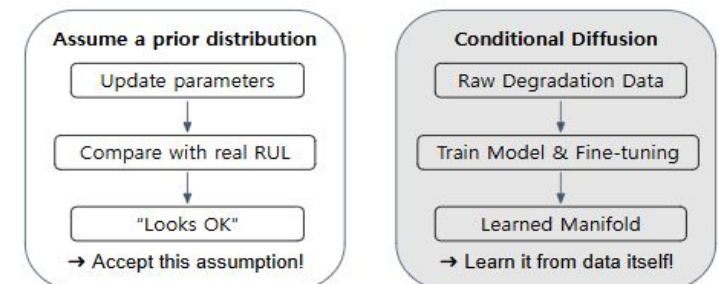 Assume a prior distribution
Update parameters
Compare with real RUL
“Looks OK”
→ Accept this assumption!
Conditional Diffusion
Raw Degradation Data
Train Model & Fine-tuning
Learned Manifold
→ Learn it from data itself!